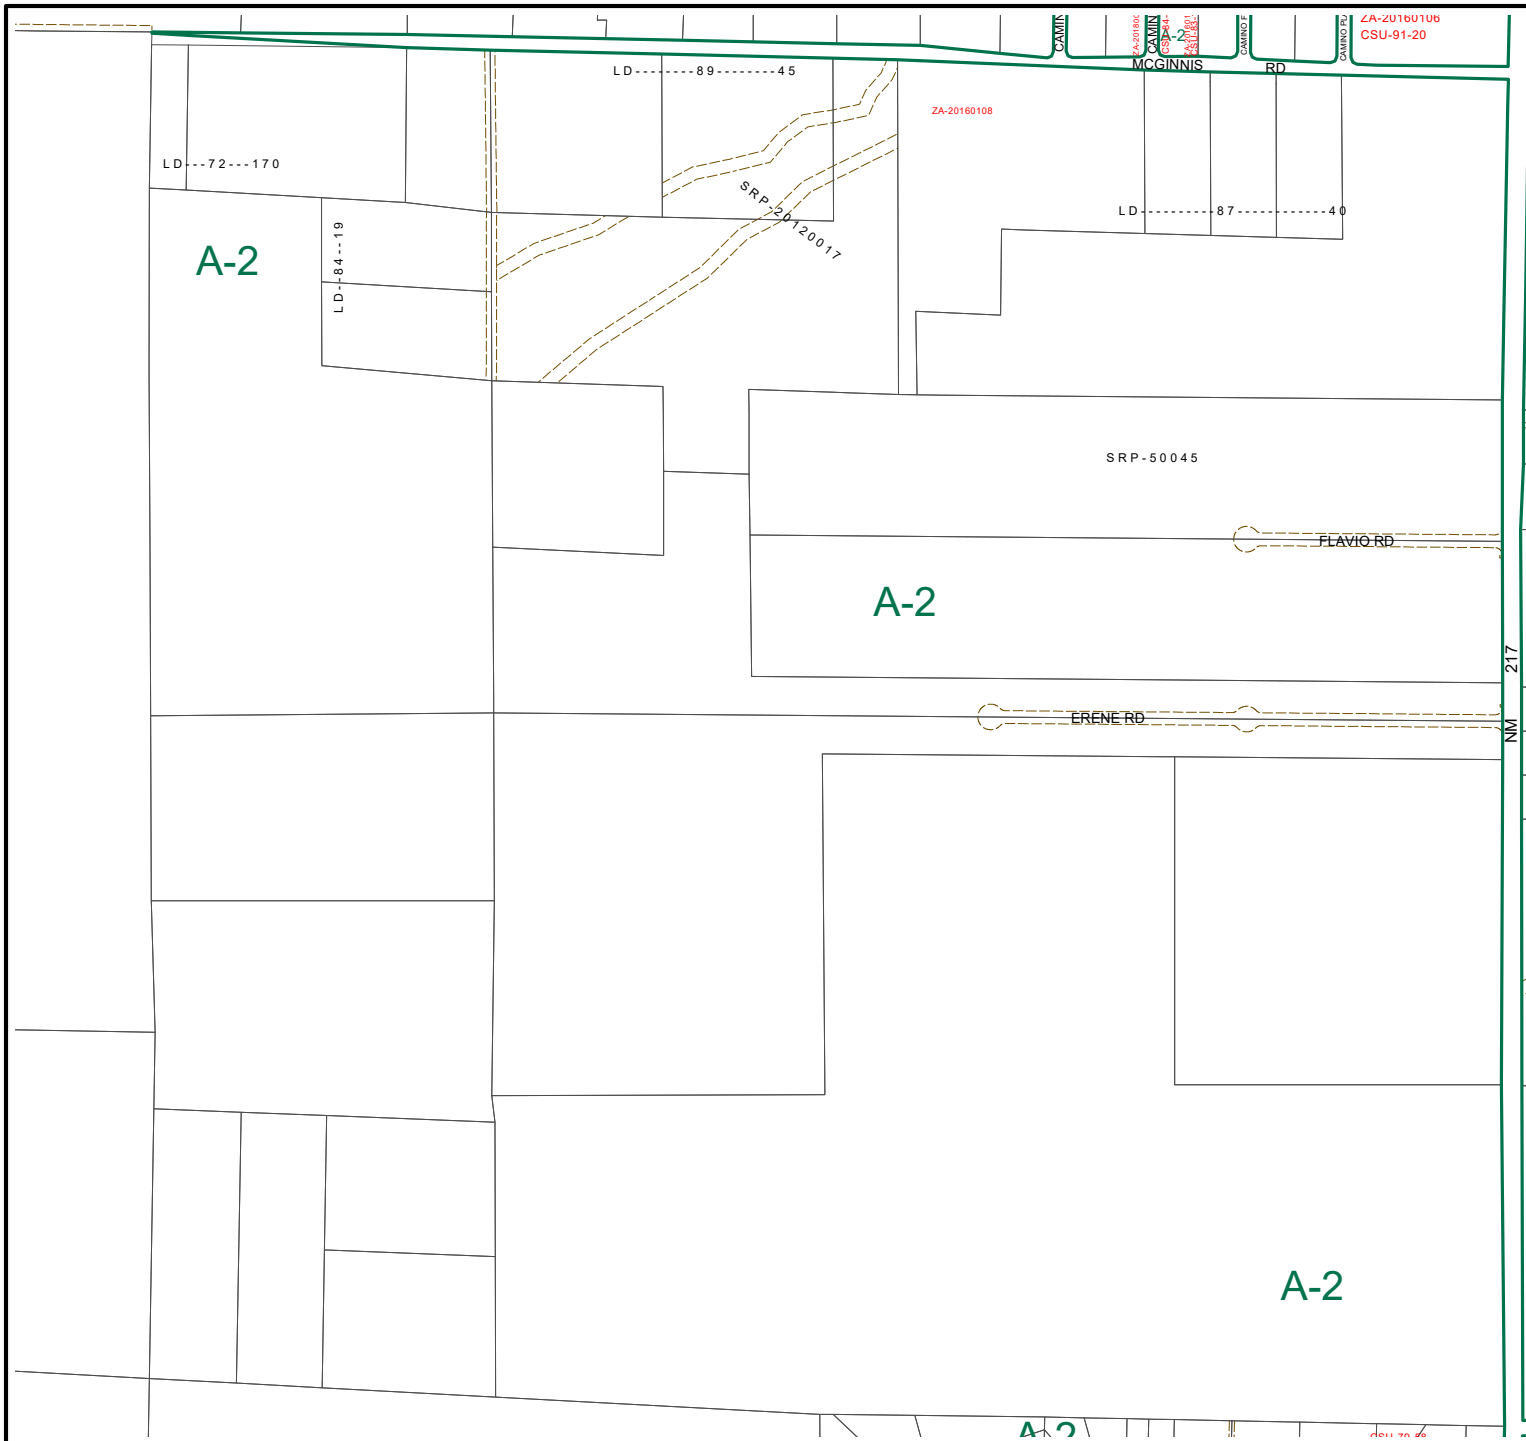 ZA-20160106
CSU-91-20
A-2
MCGINNIS RD
LD-------89-------45
ZA-20160108
LD---72---170
SRP-20120017
LD----------87-----------40
LD--84--19
A-2
SRP-50045
FLAVIO RD
A-2
NM 217
ERENE RD
A-2
A-2